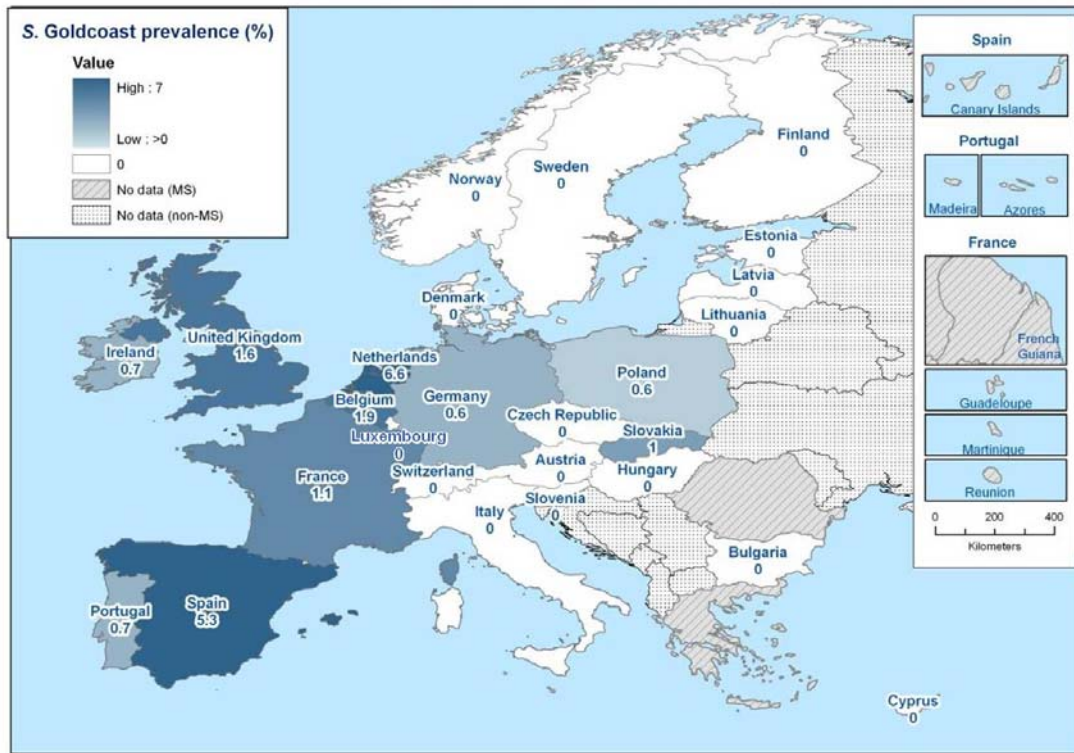 S. Goldcoast prevalence (%)
Value
High : 7
Low : >0
0
No data (MS)
No data (non-MS)
Spain
Canary Islands
Portugal
Madeira
Azores
France
French
Guiana
Guadeloupe
Martinique
Reunion
0 200 400
Kilometers
Finland
0
Sweden
0
Norway
0
Estonia
0
Latvia
0
Lithuania
0
Denmark
0
United Kingdom
1.6
Ireland
0.7
Netherlands
6.6
Belgium
1.9
Luxembourg
0
Germany
0.6
Poland
0.6
Czech Republic
0
Slovakia
1
Austria
0
Hungary
0
Switzerland
0
Slovenia
0
France
1.1
Italy
0
Bulgaria
0
Portugal
0.7
Spain
5.3
Cyprus
0